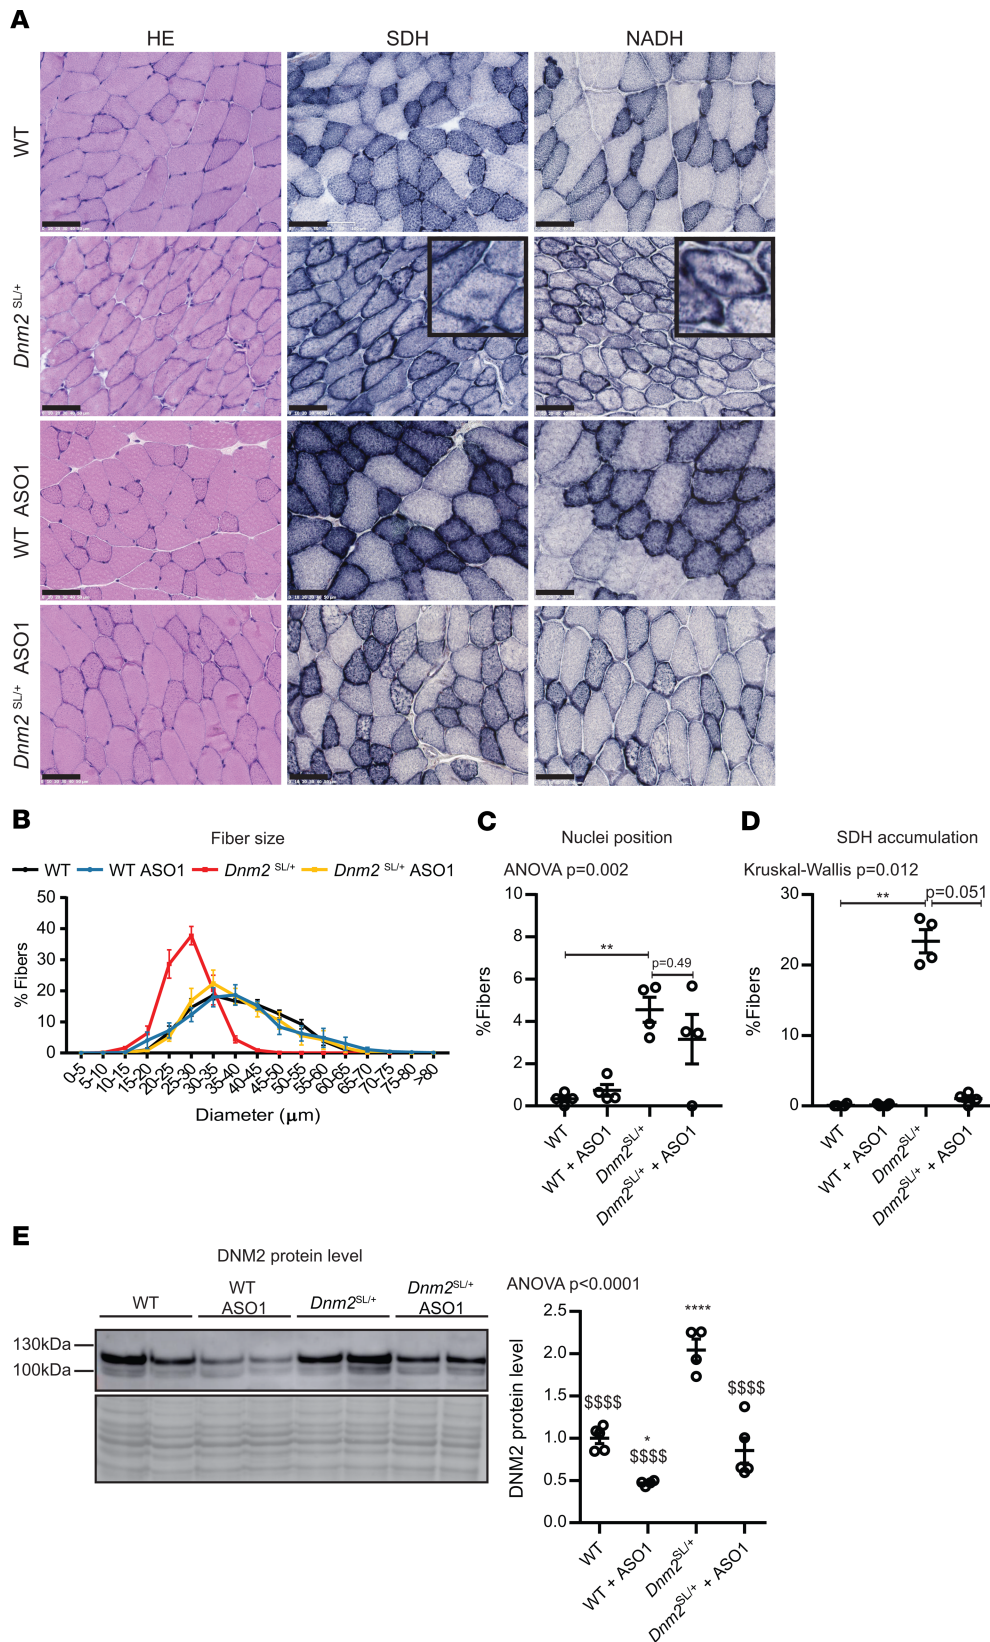 A
HE SDH NADH
WT
Dnm2 SL/+
WT ASO1
Dnm2 SL/+ ASO1
B
Fiber size
WT WT ASO1 Dnm2 SL/+ Dnm2 SL/+ ASO1
% Fibers
50
40
30
20
10
0
0-5 5-10 10-15 15-20 20-25 25-30 30-35 35-40 40-45 45-50 50-55 55-60 60-65 65-70 70-75 75-80 >80
Diameter (μm)
C
Nuclei position
ANOVA p=0.002
%Fibers
10
8
6
4
2
0
**
p=0.49
WT
WT + ASO1
Dnm2SL/+
Dnm2SL/+ + ASO1
D
SDH accumulation
Kruskal-Wallis p=0.012
%Fibers
30
20
10
0
**
p=0.051
WT
WT + ASO1
Dnm2SL/+
Dnm2SL/+ + ASO1
E
DNM2 protein level
WT
WT ASO1
Dnm2SL/+
Dnm2SL/+ ASO1
130kDa
100kDa
ANOVA p<0.0001
DNM2 protein level
2.5
2.0
1.5
1.0
0.5
0.0
$$$$
*
$$$$
****
$$$$
WT
WT + ASO1
Dnm2SL/+
Dnm2SL/+ + ASO1